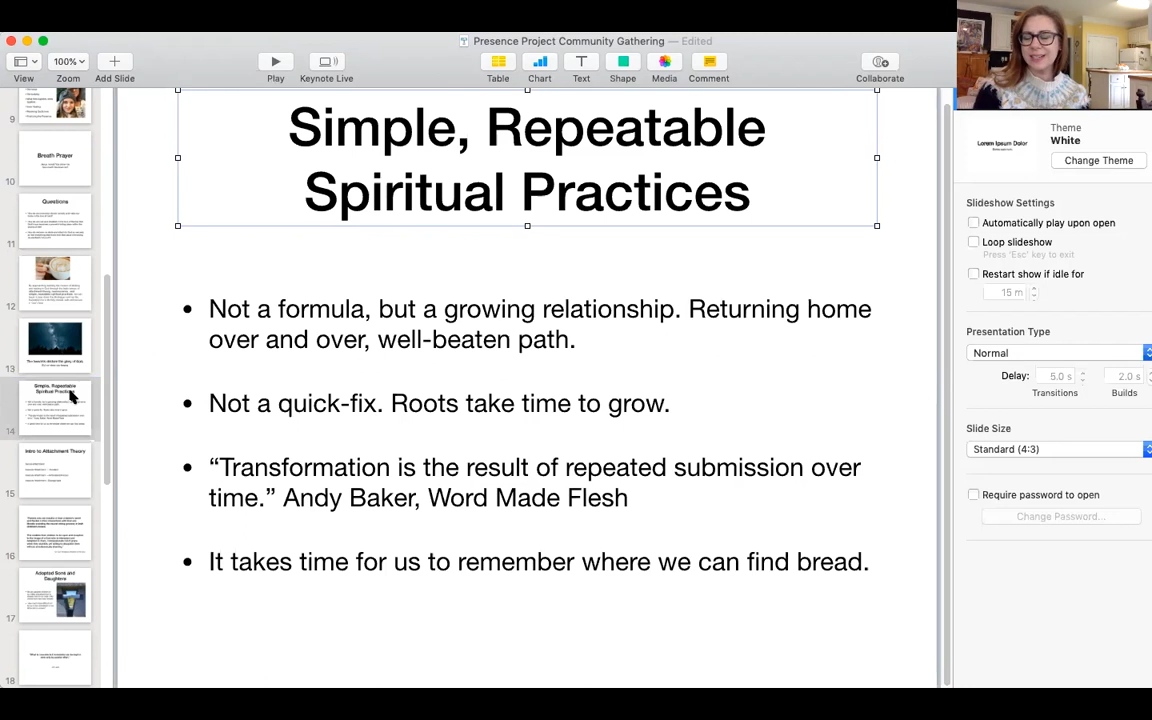 Presence Project Community Gathering — Edited
100%
View
Zoom
Add Slide
Play
Keynote Live
Table
Chart
Text
Shape
Media
Comment
Collaborate
9
Breath Prayer
10
Questions
11
12
13
Simple, Repeatable
Spiritual Practices
14
Intro to Attachment Theory
15
16
Adopted Sons and
Daughters
17
18
Simple, Repeatable
Spiritual Practices
• Not a formula, but a growing relationship. Returning home
over and over, well-beaten path.
• Not a quick-fix. Roots take time to grow.
• “Transformation is the result of repeated submission over
time.” Andy Baker, Word Made Flesh
• It takes time for us to remember where we can find bread.
Lorem Ipsum Dolor
Theme
White
Change Theme
Slideshow Settings
Automatically play upon open
Loop slideshow
Press 'Esc' key to exit
Restart show if idle for
15 m
Presentation Type
Normal
Delay:
5.0 s
2.0 s
Transitions
Builds
Slide Size
Standard (4:3)
Require password to open
Change Password...